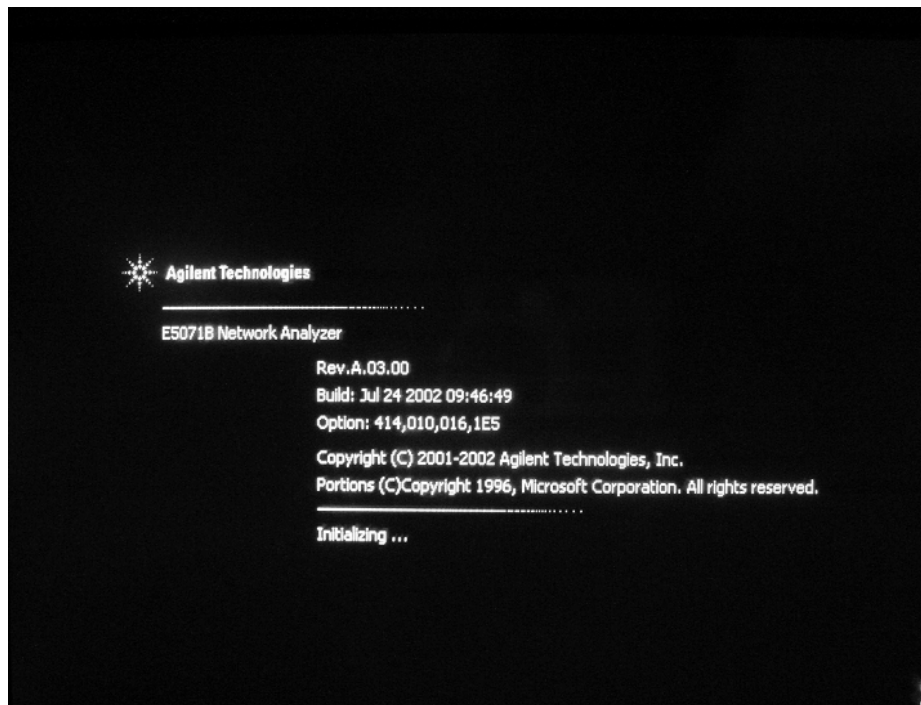 Agilent Technologies
E5071B Network Analyzer
Rev.A.03.00
Build: Jul 24 2002 09:46:49
Option: 414,010,016,1E5
Copyright (C) 2001-2002 Agilent Technologies, Inc.
Portions (C)Copyright 1996, Microsoft Corporation. All rights reserved.
Initializing ...